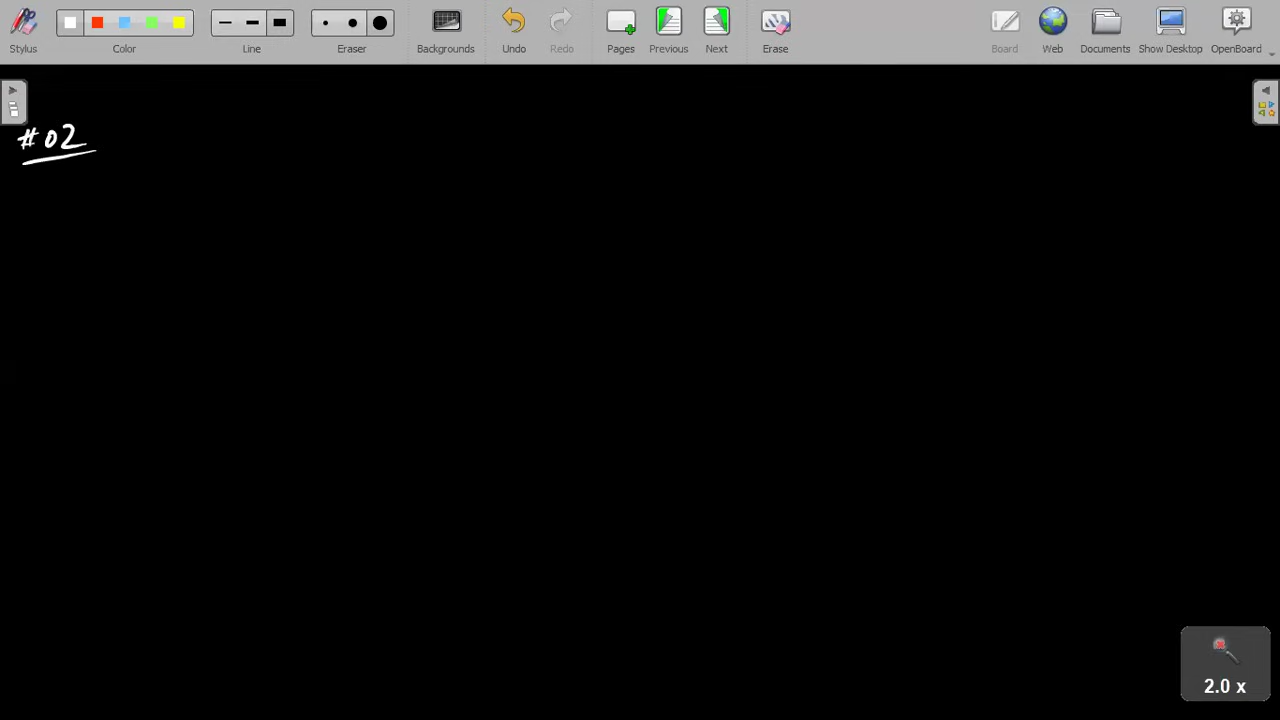 Stylus Color Line Eraser Backgrounds Undo Redo Pages Previous Next Erase Board Web Documents Show Desktop OpenBoard
#02
2.0 x